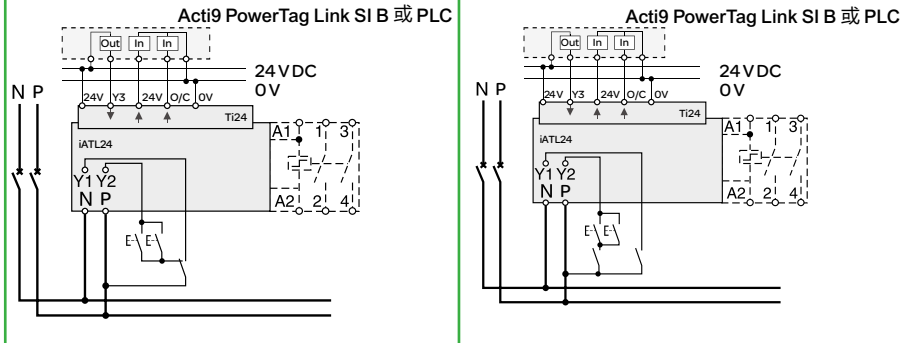 Acti9 PowerTag Link SI B 或 PLC
Out In In
24 V DC
0 V
N P
24V Y3 24V O/C 0V
Ti24
iATL24
A1 1 3
Y1 Y2
N P
A2 2 4
E E
Acti9 PowerTag Link SI B 或 PLC
Out In In
24 V DC
0 V
N P
24V Y3 24V O/C 0V
Ti24
iATL24
A1 1 3
Y1 Y2
N P
A2 2 4
E E